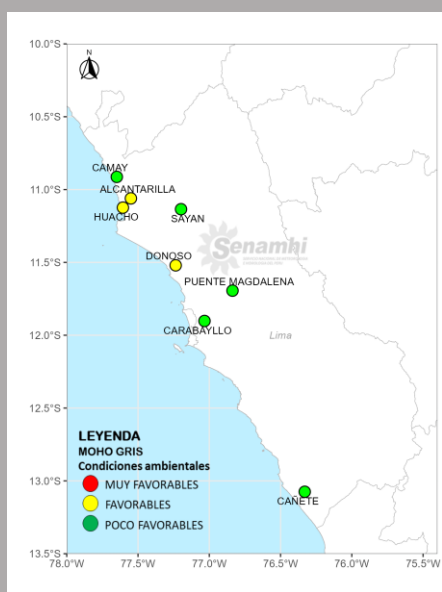 10.0°S
N
10.5°S
CAMAY
11.0°S
ALCANTARILLA
HUACHO
SAYAN
Senamhi
DONOSO
11.5°S
PUENTE MAGDALENA
CARABAYLLO
12.0°S
Lima
12.5°S
LEYENDA
MOHO GRIS
Condiciones ambientales
MUY FAVORABLES
FAVORABLES
POCO FAVORABLES
13.0°S
CAÑETE
13.5°S
78.0°W
77.5°W
77.0°W
76.5°W
76.0°W
75.5°W